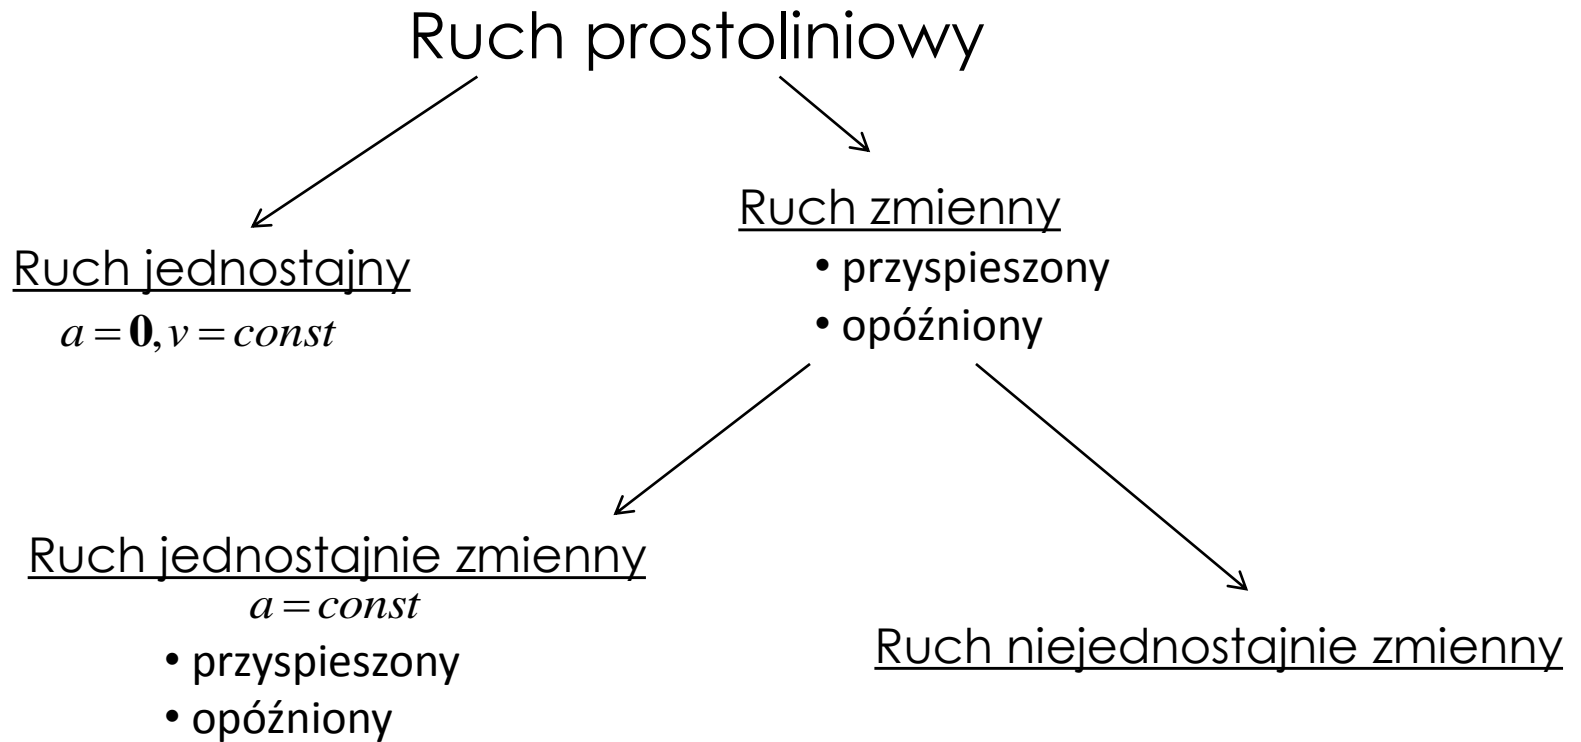 Ruch prostoliniowy
Ruch jednostajny
a = 0, v = const
Ruch zmienny
• przyspieszony
• opóźniony
Ruch jednostajnie zmienny
a = const
• przyspieszony
• opóźniony
Ruch niejednostajnie zmienny